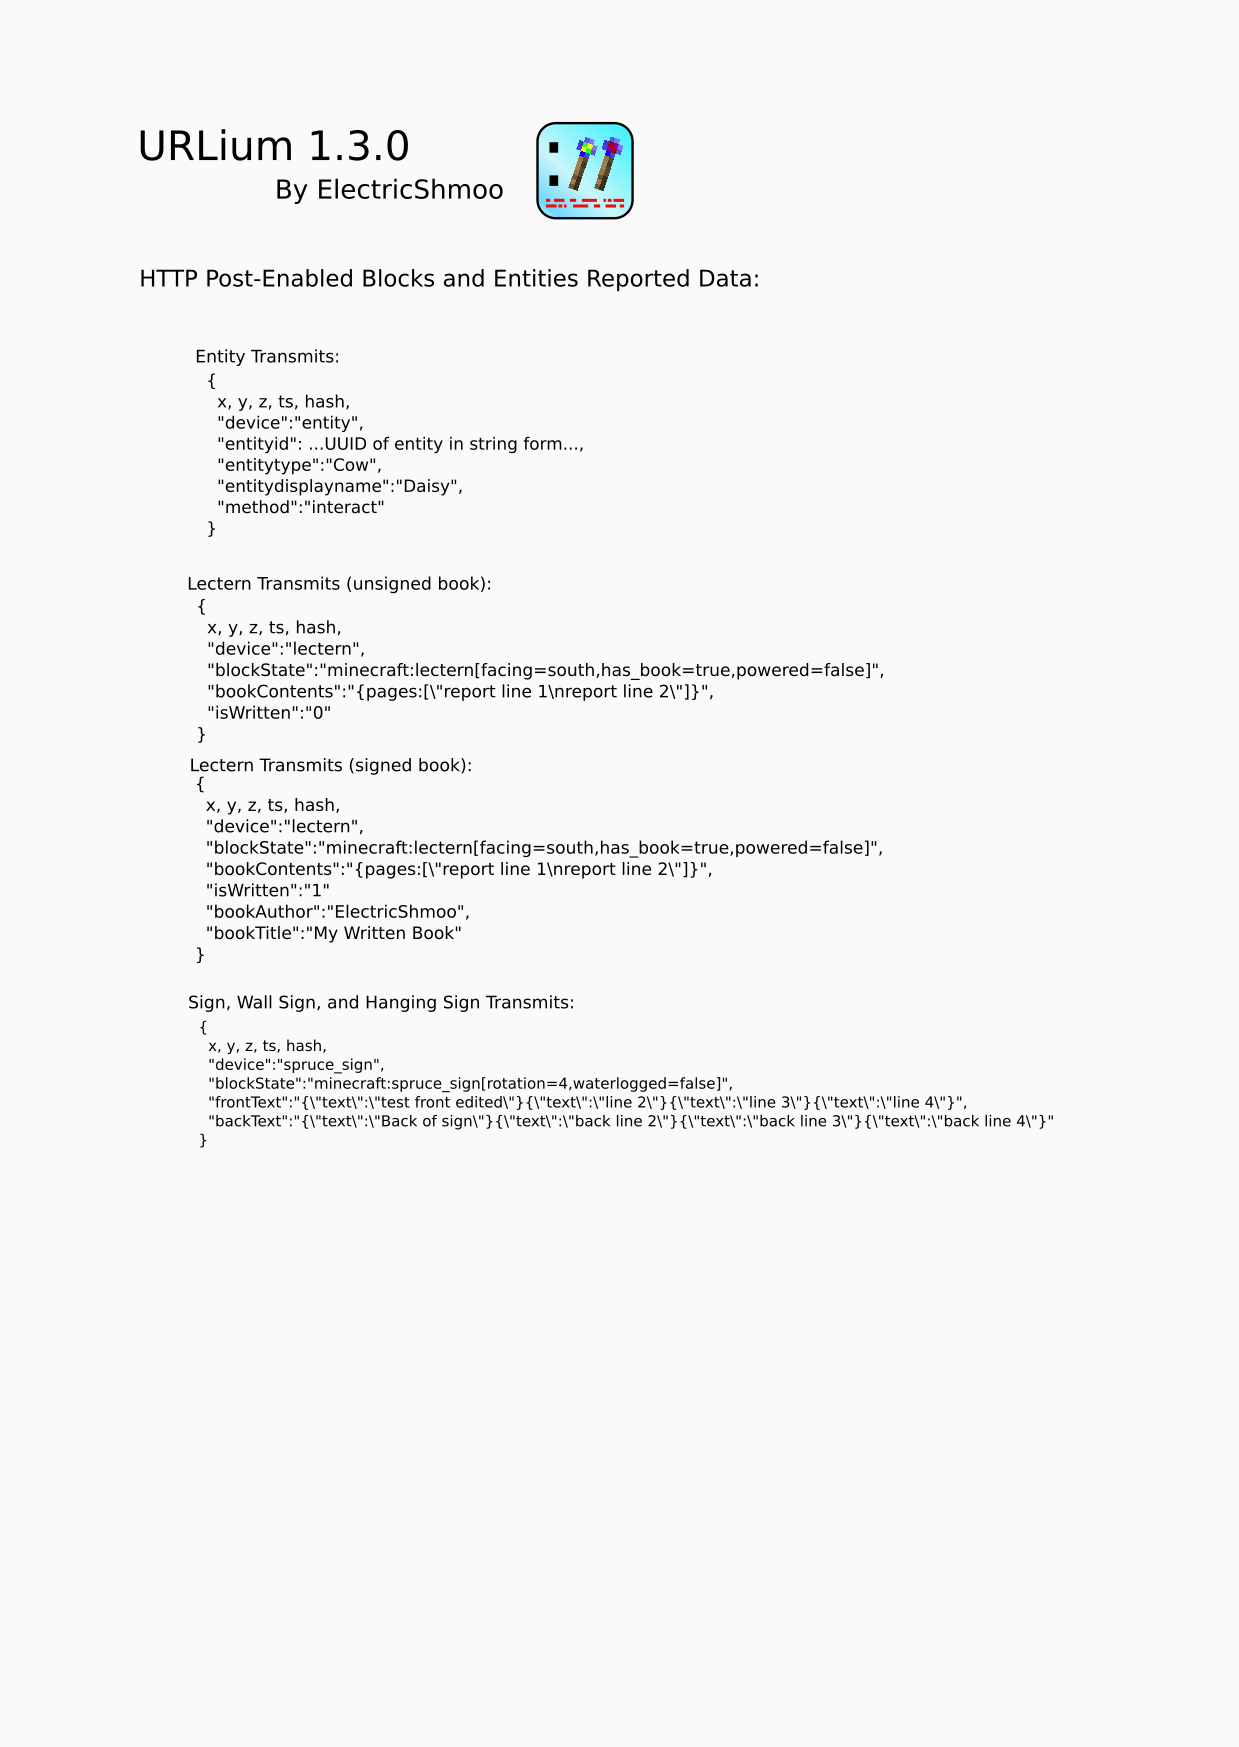 URLium 1.3.0
By ElectricShmoo
HTTP Post-Enabled Blocks and Entities Reported Data:
Entity Transmits:
{
x, y, z, ts, hash,
"device":"entity",
"entityid": ...UUID of entity in string form...,
"entitytype":"Cow",
"entitydisplayname":"Daisy",
"method":"interact"
}
Lectern Transmits (unsigned book):
{
x, y, z, ts, hash,
"device":"lectern",
"blockState":"minecraft:lectern[facing=south,has_book=true,powered=false]",
"bookContents":"{pages:[\"report line 1\nreport line 2\"]}",
"isWritten":"0"
}
Lectern Transmits (signed book):
{
x, y, z, ts, hash,
"device":"lectern",
"blockState":"minecraft:lectern[facing=south,has_book=true,powered=false]",
"bookContents":"{pages:[\"report line 1\nreport line 2\"]}",
"isWritten":"1"
"bookAuthor":"ElectricShmoo",
"bookTitle":"My Written Book"
}
Sign, Wall Sign, and Hanging Sign Transmits:
{
x, y, z, ts, hash,
"device":"spruce_sign",
"blockState":"minecraft:spruce_sign[rotation=4,waterlogged=false]",
"frontText":"{\"text\":\"test front edited\"}{\"text\":\"line 2\"}{\"text\":\"line 3\"}{\"text\":\"line 4\"}",
"backText":"{\"text\":\"Back of sign\"}{\"text\":\"back line 2\"}{\"text\":\"back line 3\"}{\"text\":\"back line 4\"}"
}